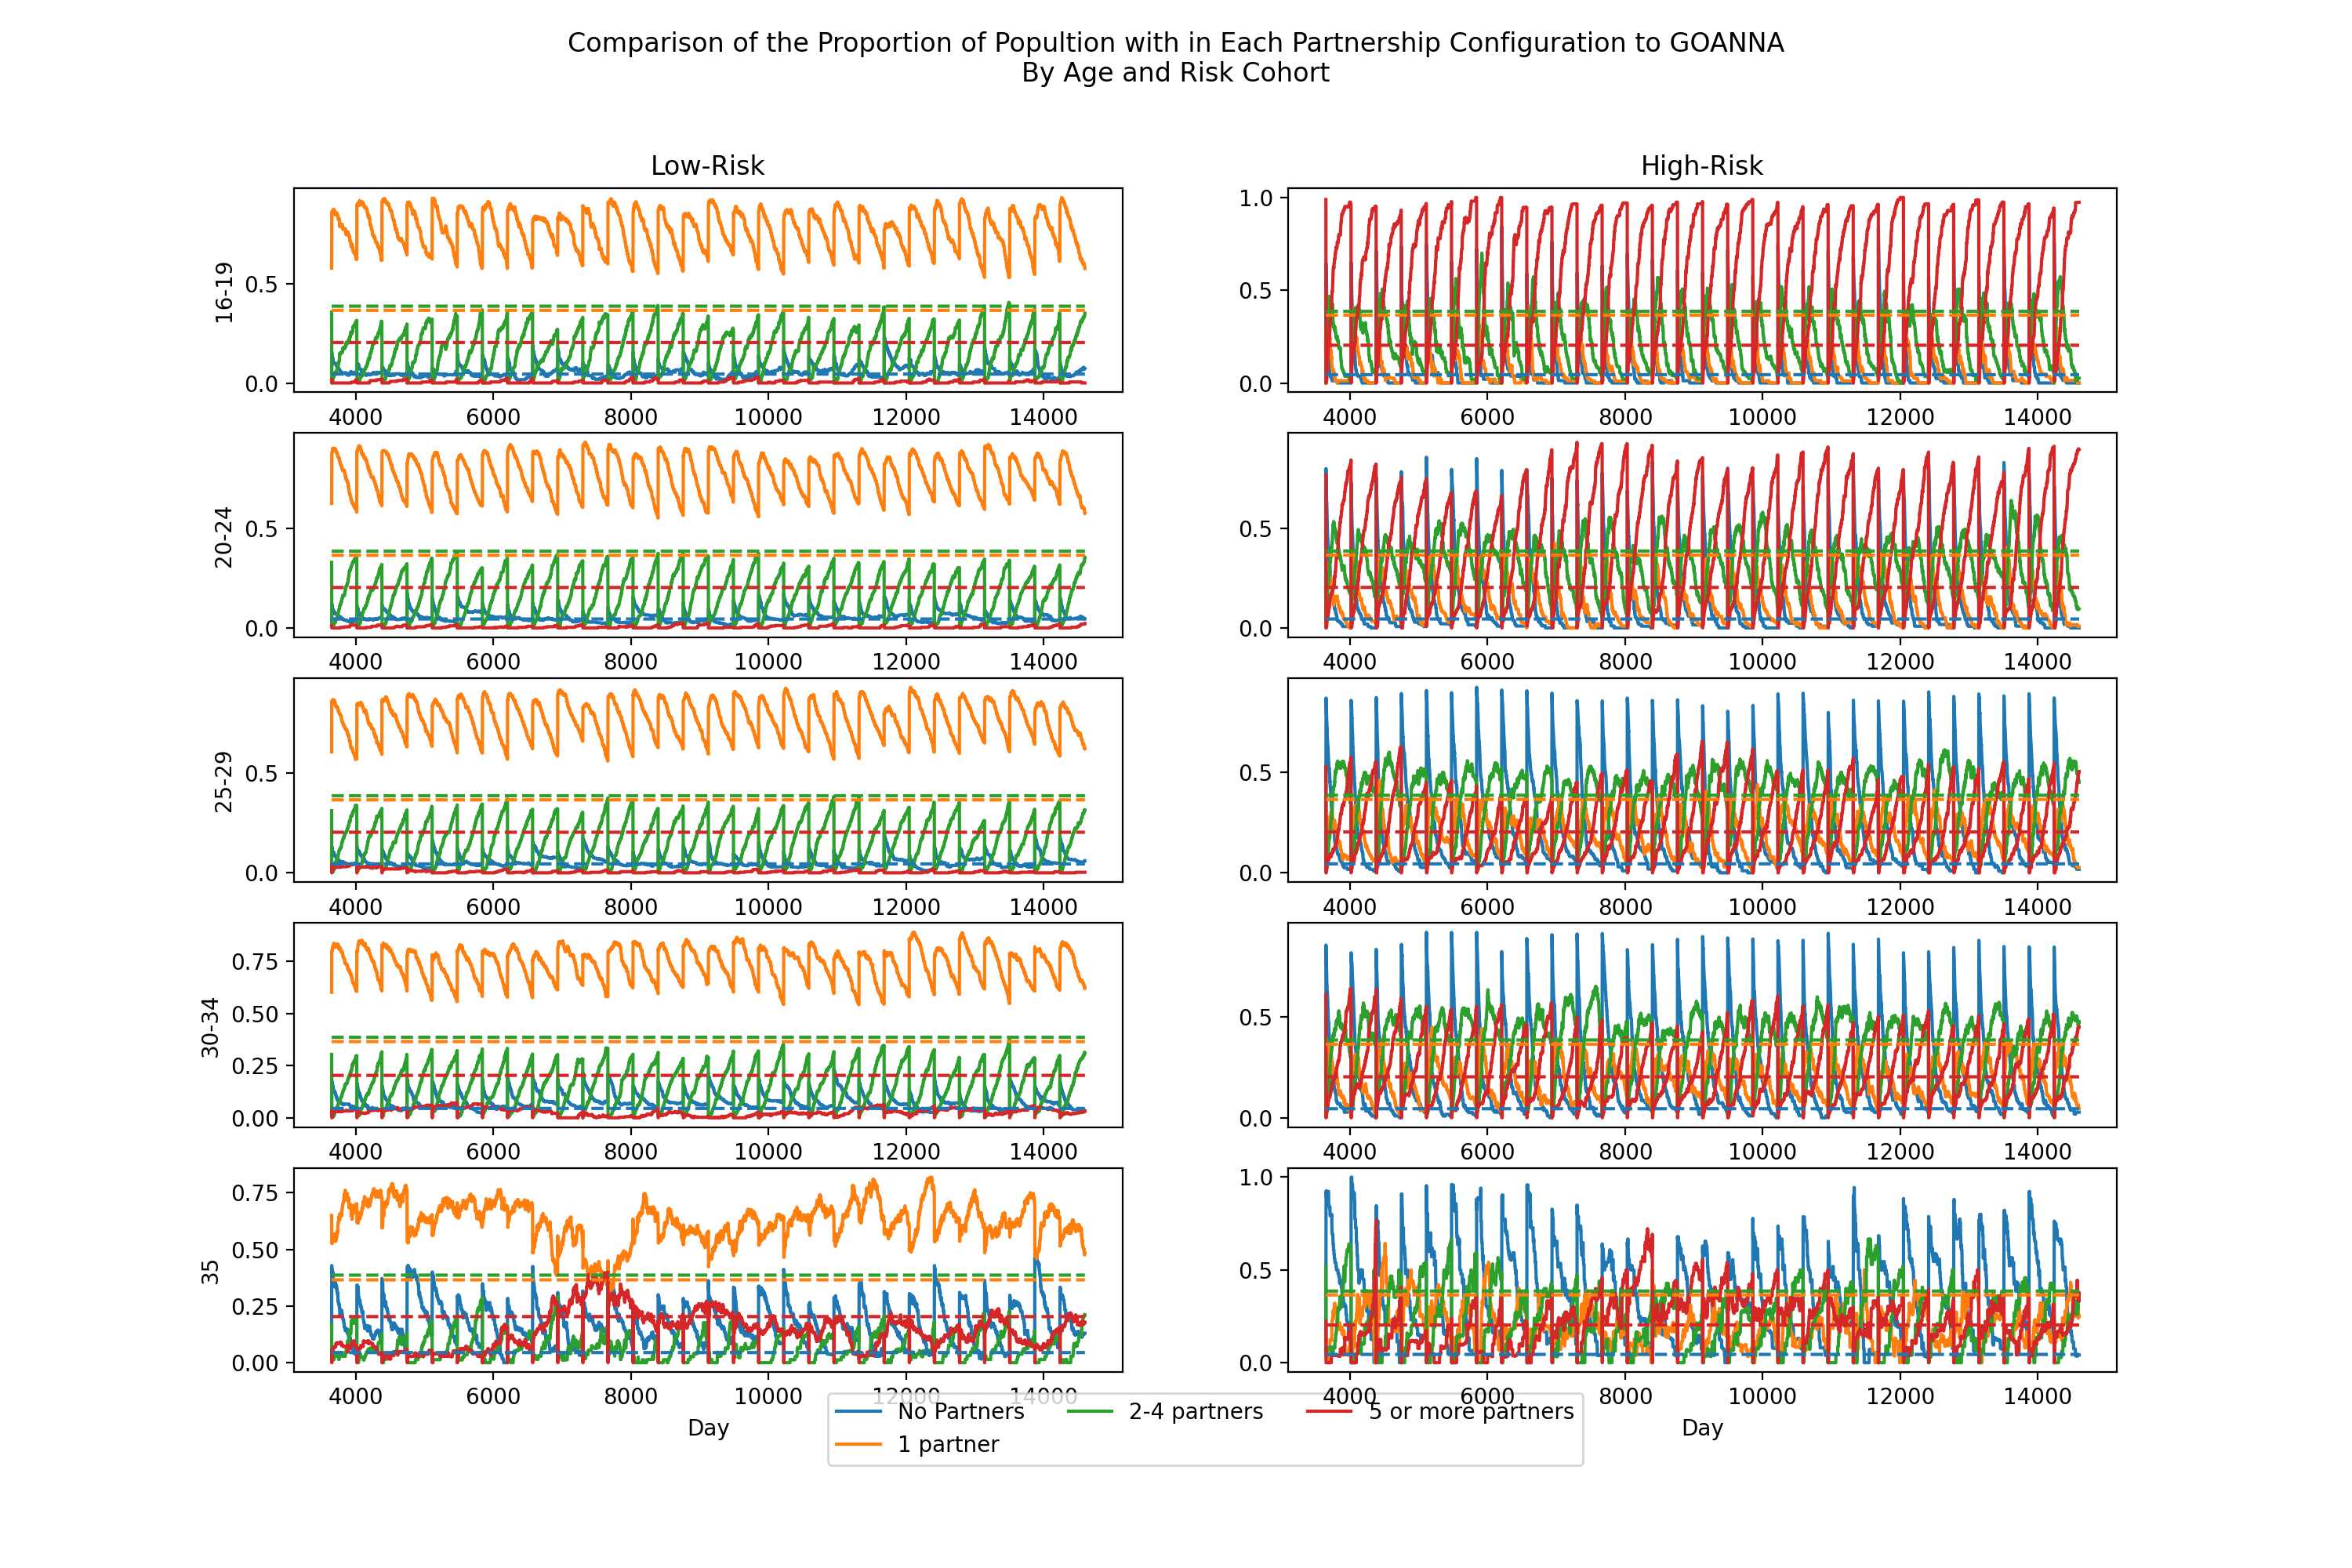 Comparison of the Proportion of Popultion with in Each Partnership Configuration to GOANNA
By Age and Risk Cohort
Low-Risk
High-Risk
16-19
0.5
0.0
4000 6000 8000 10000 12000 14000
1.0
0.5
0.0
4000 6000 8000 10000 12000 14000
20-24
0.5
0.0
4000 6000 8000 10000 12000 14000
0.5
0.0
4000 6000 8000 10000 12000 14000
25-29
0.5
0.0
4000 6000 8000 10000 12000 14000
0.5
0.0
4000 6000 8000 10000 12000 14000
30-34
0.75
0.50
0.25
0.00
4000 6000 8000 10000 12000 14000
0.5
0.0
4000 6000 8000 10000 12000 14000
35
0.75
0.50
0.25
0.00
4000 6000 8000 10000 12000 14000
Day
1.0
0.5
0.0
4000 6000 8000 10000 12000 14000
Day
No Partners
1 partner
2-4 partners
5 or more partners